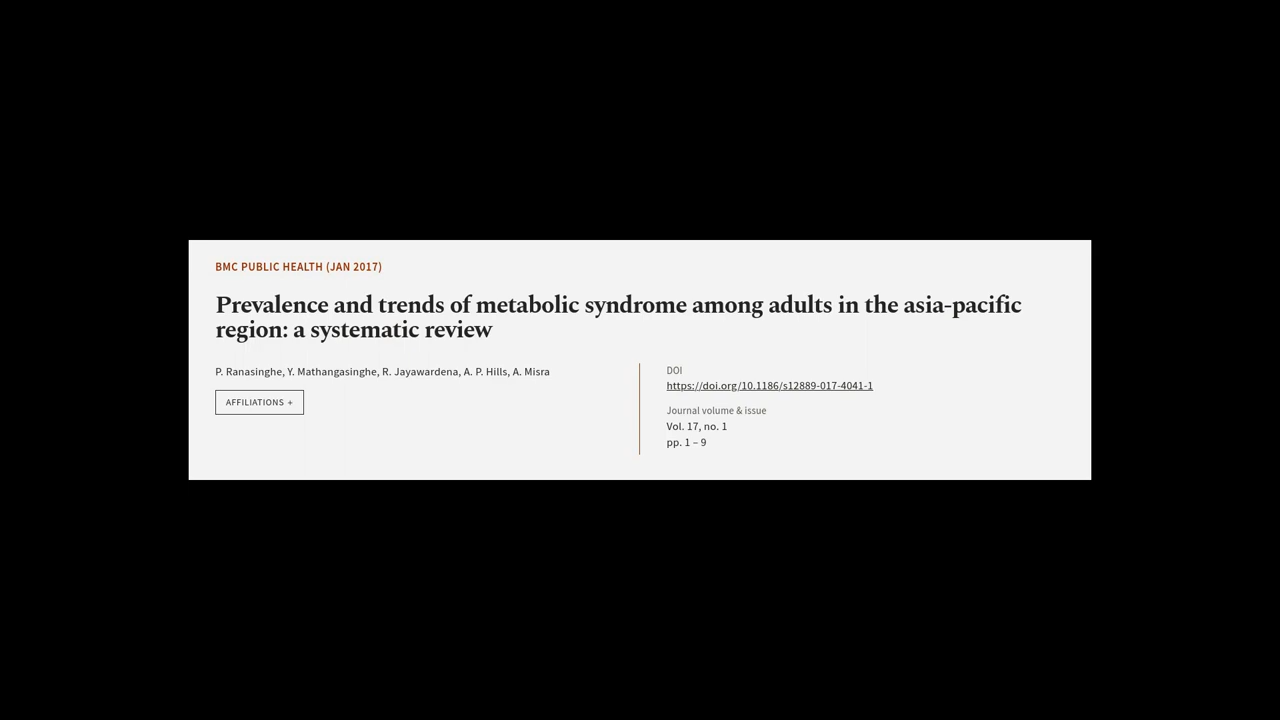 BMC PUBLIC HEALTH (JAN 2017)
Prevalence and trends of metabolic syndrome among adults in the asia-pacific
region: a systematic review
P. Ranasinghe, Y. Mathangasinghe, R. Jayawardena, A. P. Hills, A. Misra
AFFILIATIONS +
DOI
https://doi.org/10.1186/s12889-017-4041-1
Journal volume & issue
Vol. 17, no. 1
pp. 1 – 9